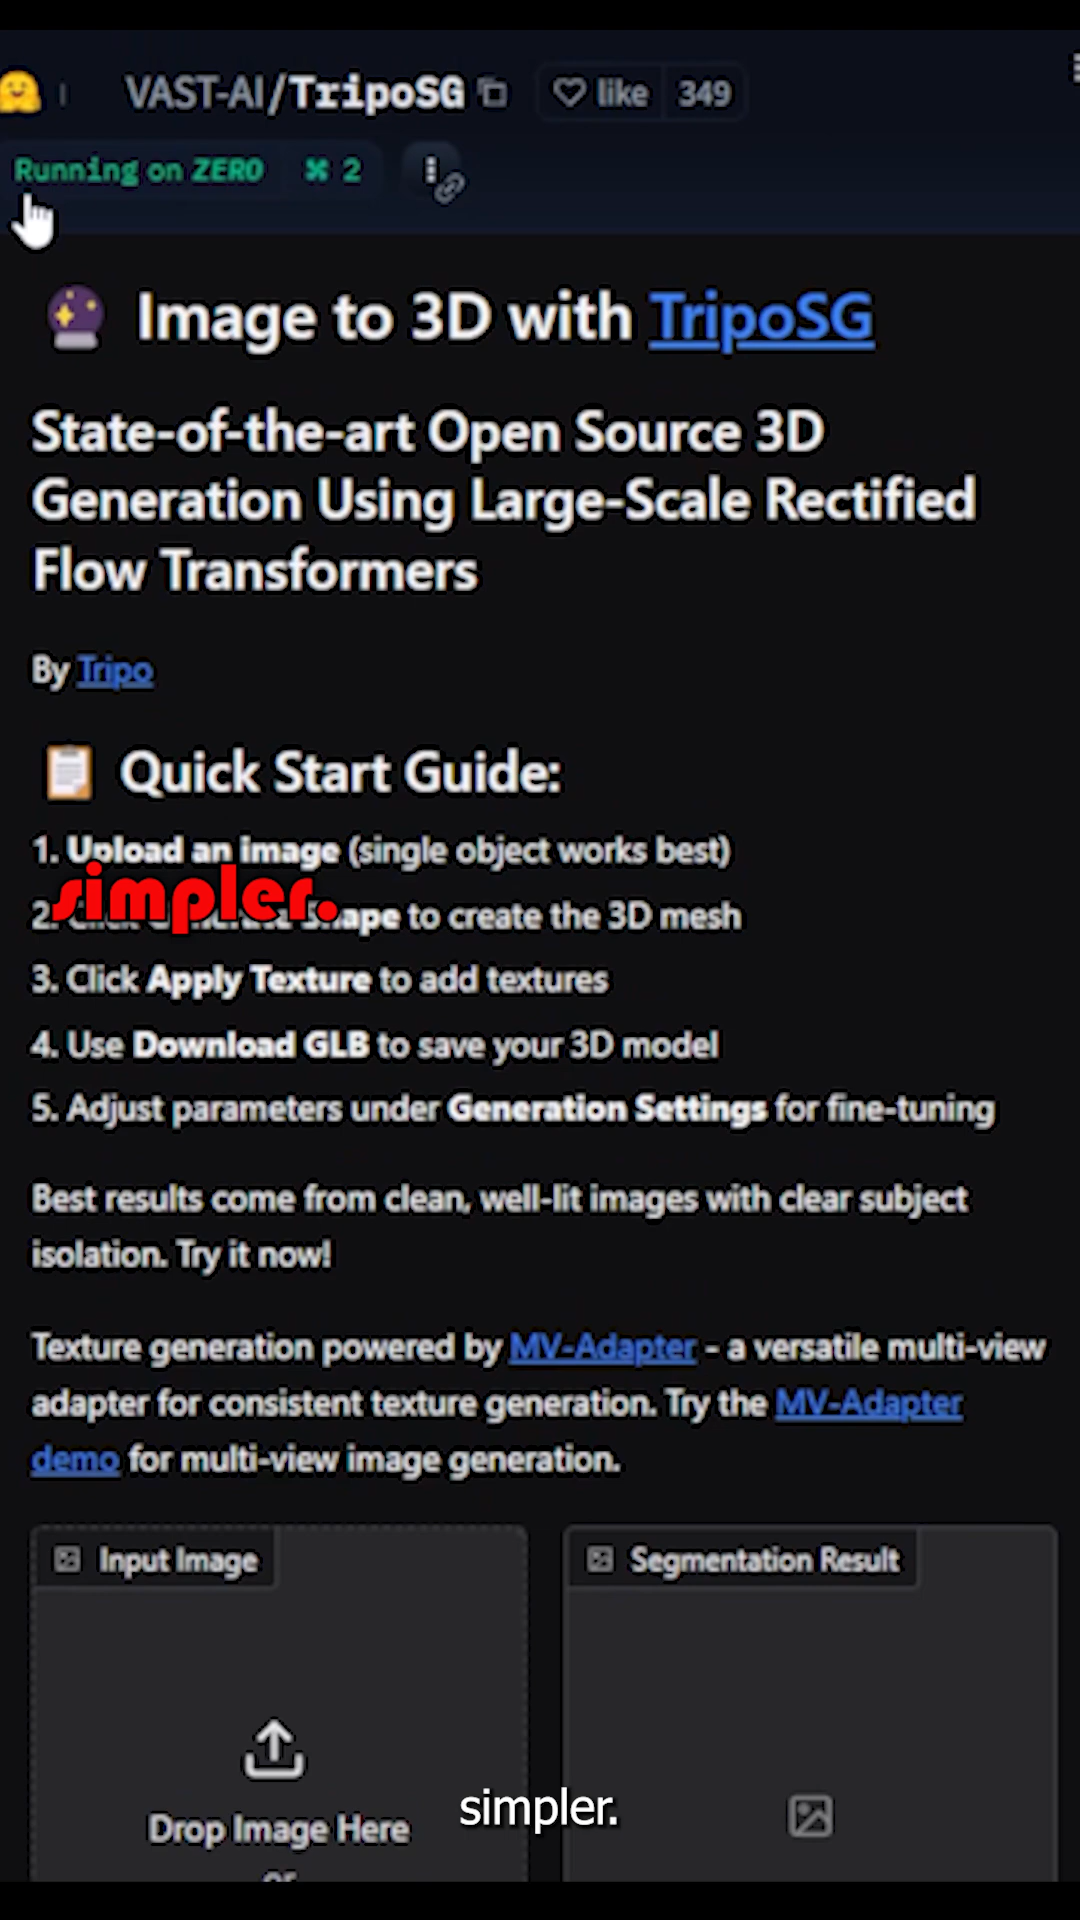 VAST-AI/TripoSG like 349
Running on ZERO 2
Image to 3D with TripoSG
State-of-the-art Open Source 3D
Generation Using Large-Scale Rectified
Flow Transformers
By Tripo
Quick Start Guide:
1. Upload an image (single object works best)
simpler.
2. Click Shape to create the 3D mesh
3. Click Apply Texture to add textures
4. Use Download GLB to save your 3D model
5. Adjust parameters under Generation Settings for fine-tuning
Best results come from clean, well-lit images with clear subject
isolation. Try it now!
Texture generation powered by MV-Adapter - a versatile multi-view
adapter for consistent texture generation. Try the MV-Adapter
demo for multi-view image generation.
Input Image
Segmentation Result
Drop Image Here
simpler.